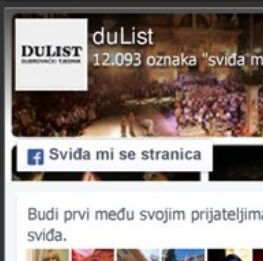 duList
DULIST
DUBROVAČKI TJEDNIK
12.093 oznaka "sviđa m
Sviđa mi se stranica
Budi prvi među svojim prijateljima
sviđa.